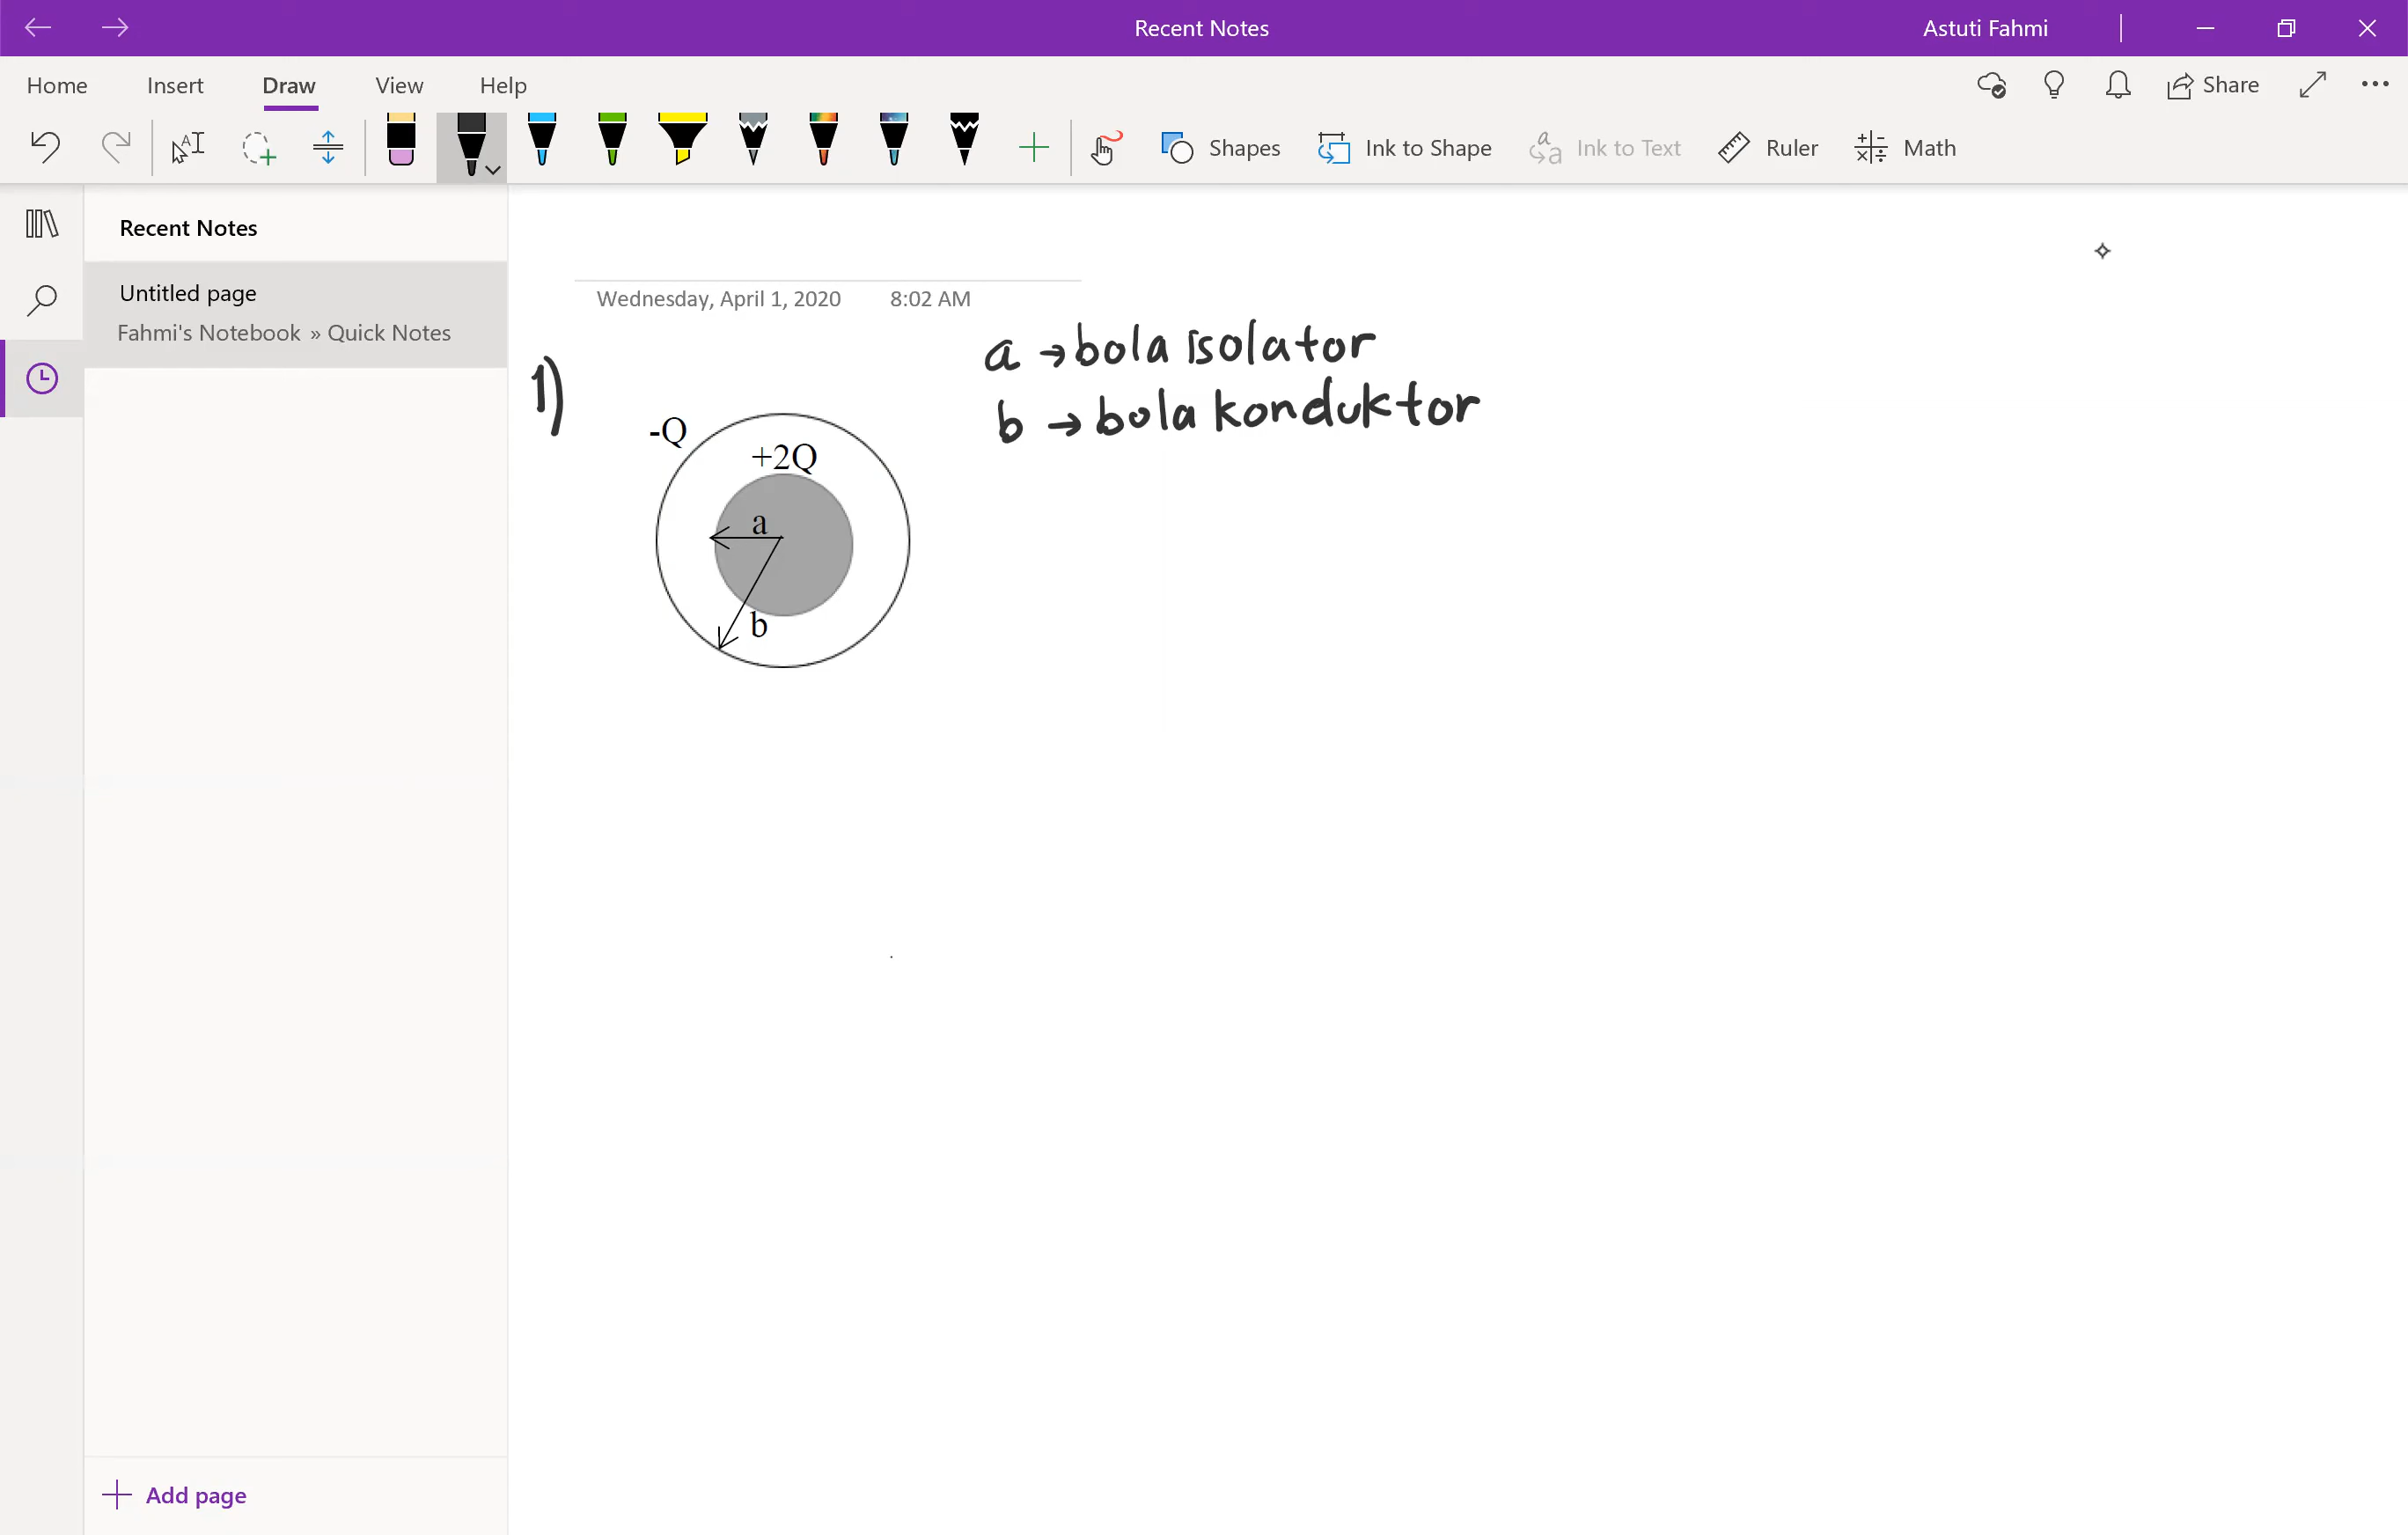 Recent Notes
Astuti Fahmi
Home Insert Draw View Help
Share
Shapes Ink to Shape Ink to Text Ruler Math
Recent Notes
Untitled page
Fahmi's Notebook » Quick Notes
Wednesday, April 1, 2020 8:02 AM
a → bola isolator
b → bola konduktor
1)
-Q
+2Q
a
b
Add page